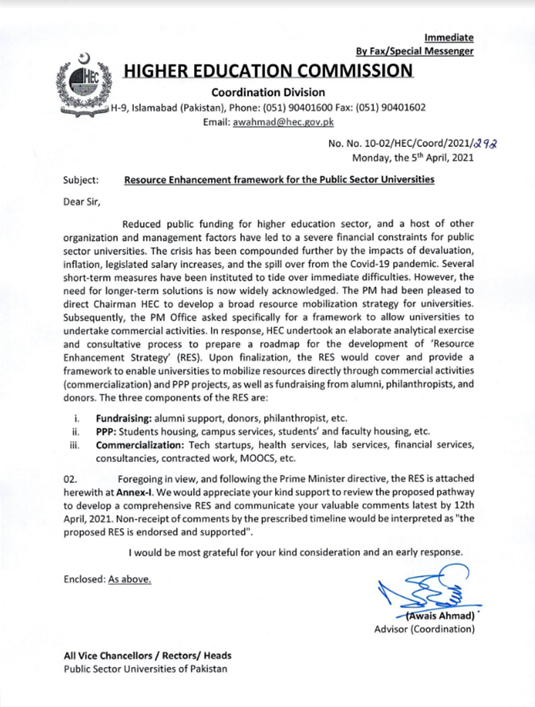 Immediate
By Fax/Special Messenger
HEC
HIGHER EDUCATION COMMISSION
Coordination Division
H-9, Islamabad (Pakistan), Phone: (051) 90401600 Fax: (051) 90401602
Email: awahmad@hec.gov.pk
No. No. 10-02/HEC/Coord/2021/292
Monday, the 5th April, 2021
Subject: Resource Enhancement framework for the Public Sector Universities
Dear Sir,
Reduced public funding for higher education sector, and a host of other
organization and management factors have led to a severe financial constraints for public
sector universities. The crisis has been compounded further by the impacts of devaluation,
inflation, legislated salary increases, and the spill over from the Covid-19 pandemic. Several
short-term measures have been instituted to tide over immediate difficulties. However, the
need for longer-term solutions is now widely acknowledged. The PM had been pleased to
direct Chairman HEC to develop a broad resource mobilization strategy for universities.
Subsequently, the PM Office asked specifically for a framework to allow universities to
undertake commercial activities. In response, HEC undertook an elaborate analytical exercise
and consultative process to prepare a roadmap for the development of 'Resource
Enhancement Strategy' (RES). Upon finalization, the RES would cover and provide a
framework to enable universities to mobilize resources directly through commercial activities
(commercialization) and PPP projects, as well as fundraising from alumni, philanthropists, and
donors. The three components of the RES are:
i. Fundraising: alumni support, donors, philanthropist, etc.
ii. PPP: Students housing, campus services, students' and faculty housing, etc.
iii. Commercialization: Tech startups, health services, lab services, financial services,
consultancies, contracted work, MOOCS, etc.
02. Foregoing in view, and following the Prime Minister directive, the RES is attached
herewith at Annex-I. We would appreciate your kind support to review the proposed pathway
to develop a comprehensive RES and communicate your valuable comments latest by 12th
April, 2021. Non-receipt of comments by the prescribed timeline would be interpreted as "the
proposed RES is endorsed and supported".
I would be most grateful for your kind consideration and an early response.
Enclosed: As above.
(Awais Ahmad)
Advisor (Coordination)
All Vice Chancellors / Rectors/ Heads
Public Sector Universities of Pakistan